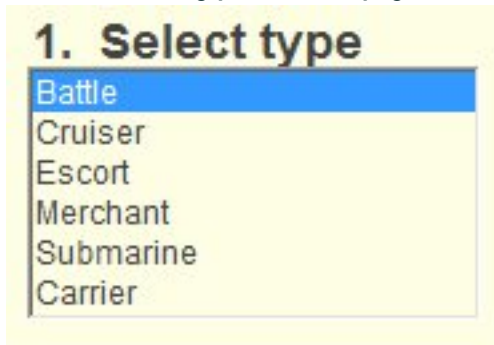 1. Select type
Battle
Cruiser
Escort
Merchant
Submarine
Carrier